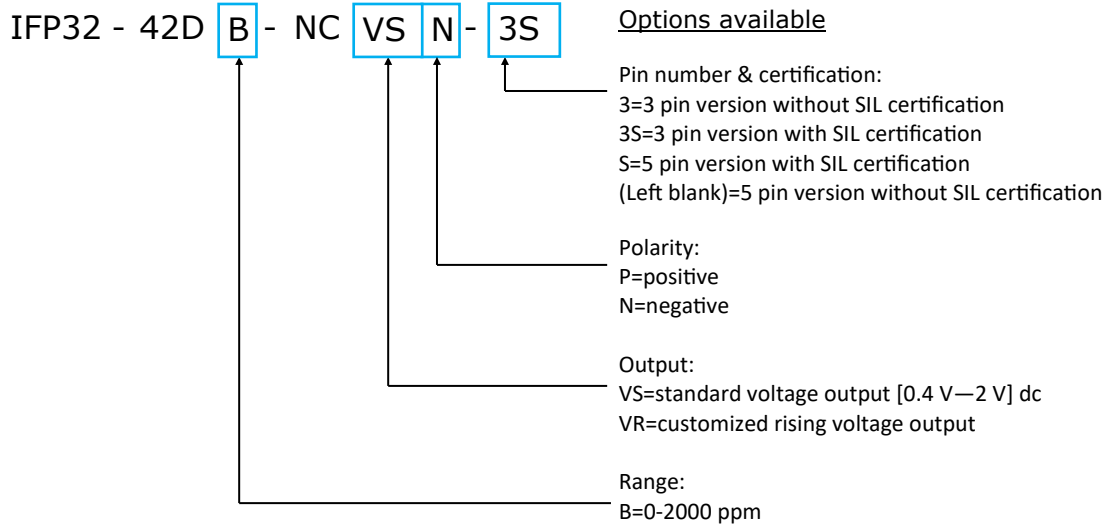 IFP32 - 42D B - NC VS N - 3S
Options available
Pin number & certification:
3=3 pin version without SIL certification
3S=3 pin version with SIL certification
S=5 pin version with SIL certification
(Left blank)=5 pin version without SIL certification
Polarity:
P=positive
N=negative
Output:
VS=standard voltage output [0.4 V—2 V] dc
VR=customized rising voltage output
Range:
B=0-2000 ppm